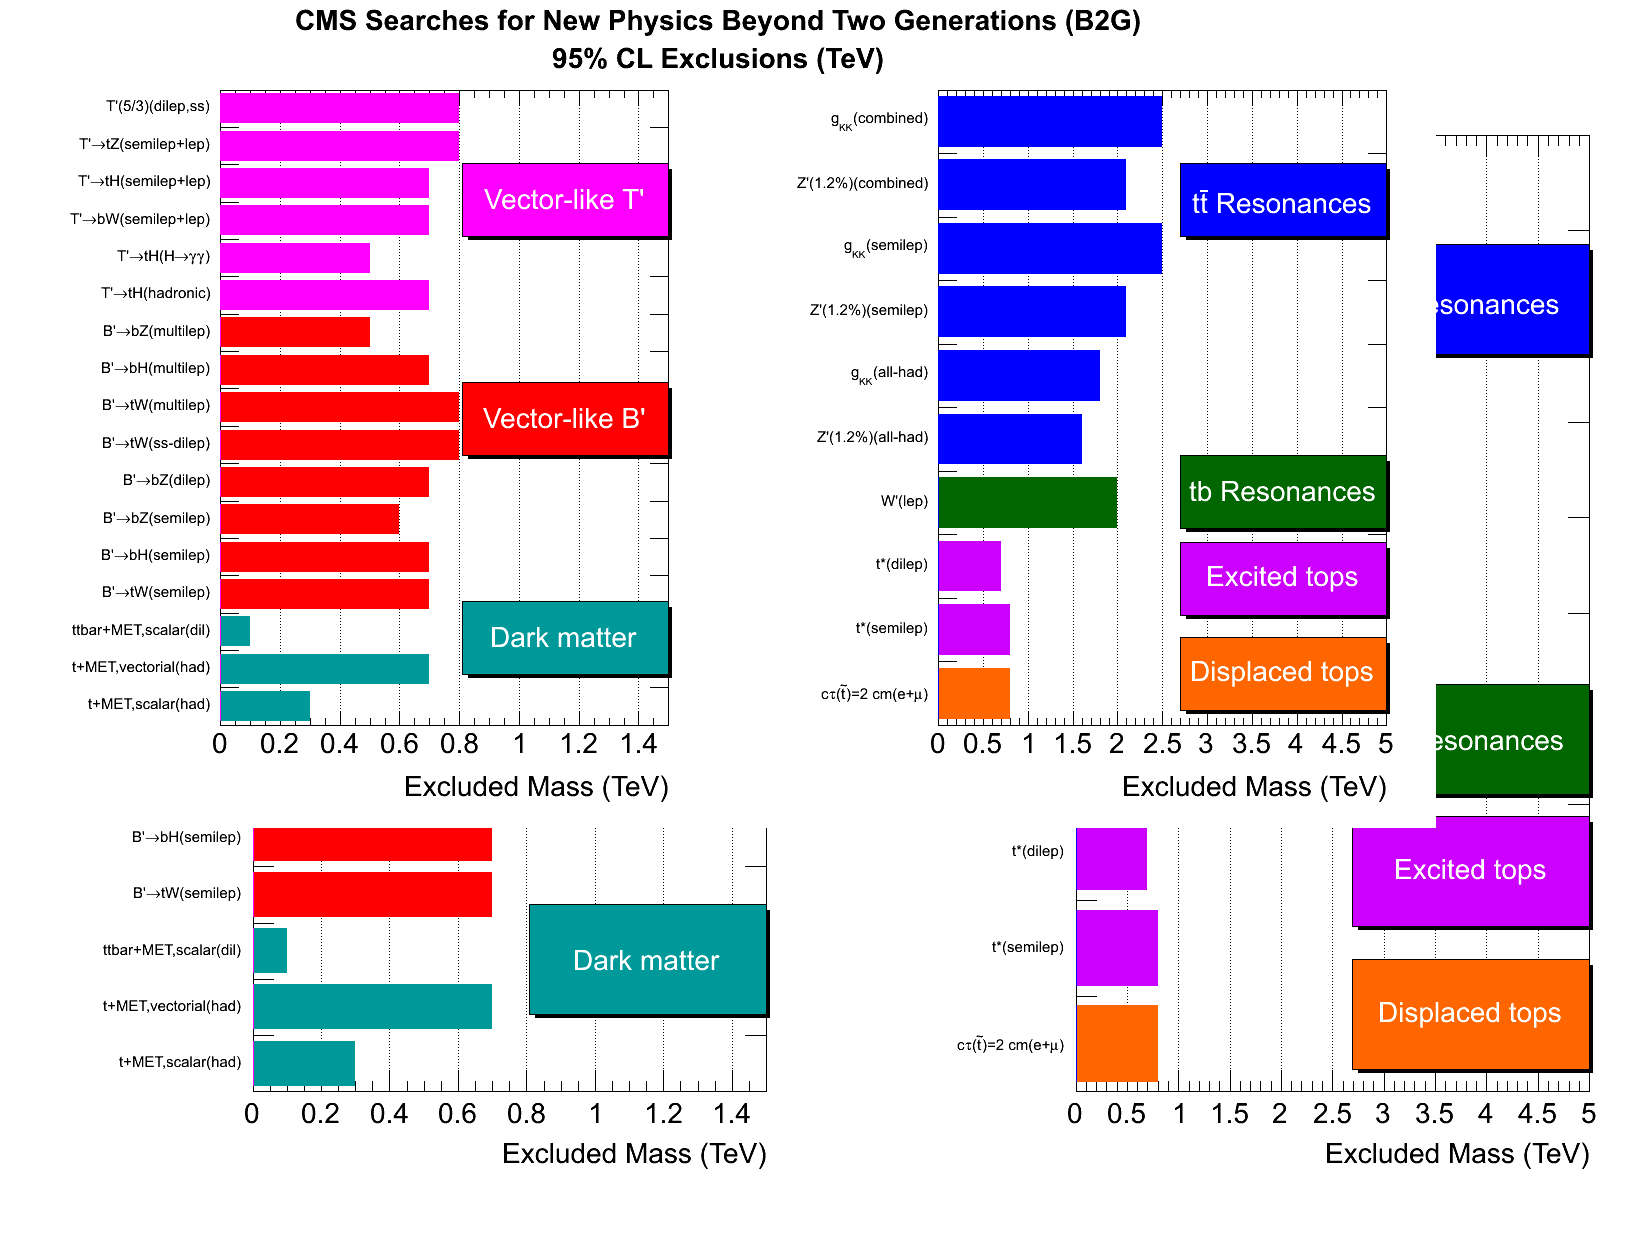 CMS Searches for New Physics Beyond Two Generations (B2G)
95% CL Exclusions (TeV)
T'(5/3)(dilep,ss)
T'→tZ(semilep+lep)
T'→tH(semilep+lep)
T'→bW(semilep+lep)
T'→tH(H→γγ)
T'→tH(hadronic)
B'→bZ(multilep)
B'→bH(multilep)
B'→tW(multilep)
B'→tW(ss-dilep)
B'→bZ(dilep)
B'→bZ(semilep)
B'→bH(semilep)
B'→tW(semilep)
ttbar+MET,scalar(dil)
t+MET,vectorial(had)
t+MET,scalar(had)
Vector-like T'
Vector-like B'
Dark matter
0 0.2 0.4 0.6 0.8 1 1.2 1.4
Excluded Mass (TeV)
g_KK(combined)
Z'(1.2%)(combined)
g_KK(semilep)
Z'(1.2%)(semilep)
g_KK(all-had)
Z'(1.2%)(all-had)
W'(lep)
t*(dilep)
t*(semilep)
cτ(t̃)=2 cm(e+μ)
tt̄ Resonances
tb Resonances
Excited tops
Displaced tops
0 0.5 1 1.5 2 2.5 3 3.5 4 4.5 5
Excluded Mass (TeV)
esonances
esonances
B'→bH(semilep)
B'→tW(semilep)
ttbar+MET,scalar(dil)
t+MET,vectorial(had)
t+MET,scalar(had)
Dark matter
0 0.2 0.4 0.6 0.8 1 1.2 1.4
Excluded Mass (TeV)
t*(dilep)
t*(semilep)
cτ(t̃)=2 cm(e+μ)
Excited tops
Displaced tops
0 0.5 1 1.5 2 2.5 3 3.5 4 4.5 5
Excluded Mass (TeV)